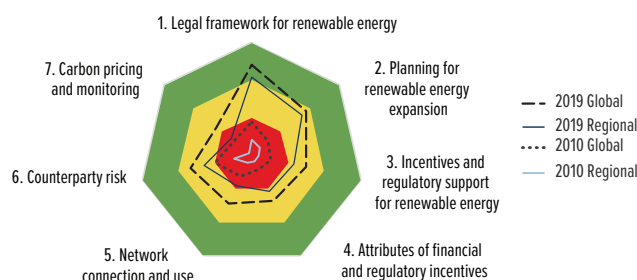 1. Legal framework for renewable energy
2. Planning for
renewable energy
expansion
3. Incentives and
regulatory support
for renewable energy
4. Attributes of financial
and regulatory incentives
5. Network
connection and use
6. Counterparty risk
7. Carbon pricing
and monitoring
2019 Global
2019 Regional
2010 Global
2010 Regional